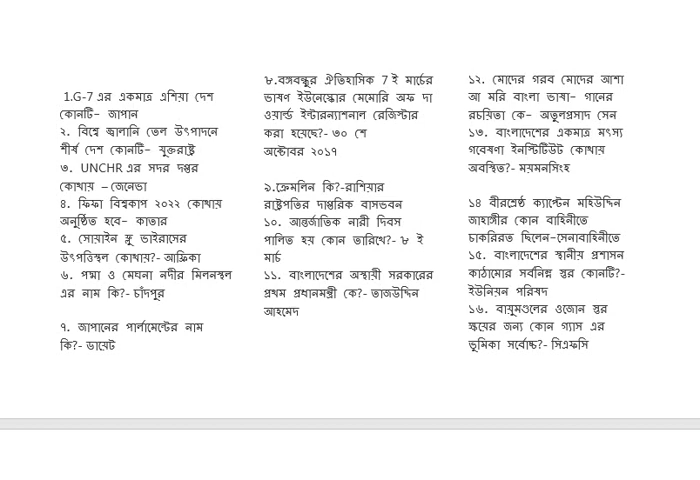 1.G-7 এর একমাত্র এশিয়া দেশ
কোনটি- জাপান
২. বিশ্বে জ্বালানি তেল উৎপাদনে
শীর্ষ দেশ কোনটি- যুক্তরাষ্ট্র
৩. UNCHR এর সদর দপ্তর
কোথায় – জেনেভা
৪. ফিফা বিশ্বকাপ ২০২২ কোথায়
অনুষ্ঠিত হবে- কাতার
৫. সোয়াইন ফ্লু ভাইরাসের
উৎপত্তিস্থল কোথায়?- আফ্রিকা
৬. পদ্মা ও মেঘনা নদীর মিলনস্থল
এর নাম কি?- চাঁদপুর
৭. জাপানের পার্লামেন্টের নাম
কি?- ডায়েট
৮.বঙ্গবন্ধুর ঐতিহাসিক 7 ই মার্চের
ভাষণ ইউনেস্কোর মেমোরি অফ দা
ওয়ার্ল্ড ইন্টারন্যাশনাল রেজিস্টার
করা হয়েছে?- ৩০ শে
অক্টোবর ২০১৭
৯.ক্রেমলিন কি?-রাশিয়ার
রাষ্ট্রপতির দাপ্তরিক বাসভবন
১০. আন্তর্জাতিক নারী দিবস
পালিত হয় কোন তারিখে?- ৮ ই
মার্চ
১১. বাংলাদেশের অস্থায়ী সরকারের
প্রথম প্রধানমন্ত্রী কে?- তাজউদ্দিন
আহমেদ
১২. মোদের গরব মোদের আশা
আ মরি বাংলা ভাষা- গানের
রচয়িতা কে- অতুলপ্রসাদ সেন
১৩. বাংলাদেশের একমাত্র মৎস্য
গবেষণা ইনস্টিটিউট কোথায়
অবস্থিত?- ময়মনসিংহ
১৪ বীরশ্রেষ্ঠ ক্যাপ্টেন মহিউদ্দিন
জাহাঙ্গীর কোন বাহিনীতে
চাকরিরত ছিলেন-সেনাবাহিনীতে
১৫. বাংলাদেশের স্থানীয় প্রশাসন
কাঠামোর সর্বনিম্ন স্তর কোনটি?-
ইউনিয়ন পরিষদ
১৬. বায়ুমণ্ডলের ওজোন স্তর
ক্ষয়ের জন্য কোন গ্যাস এর
ভূমিকা সর্বোচ্চ?- সিএফসি